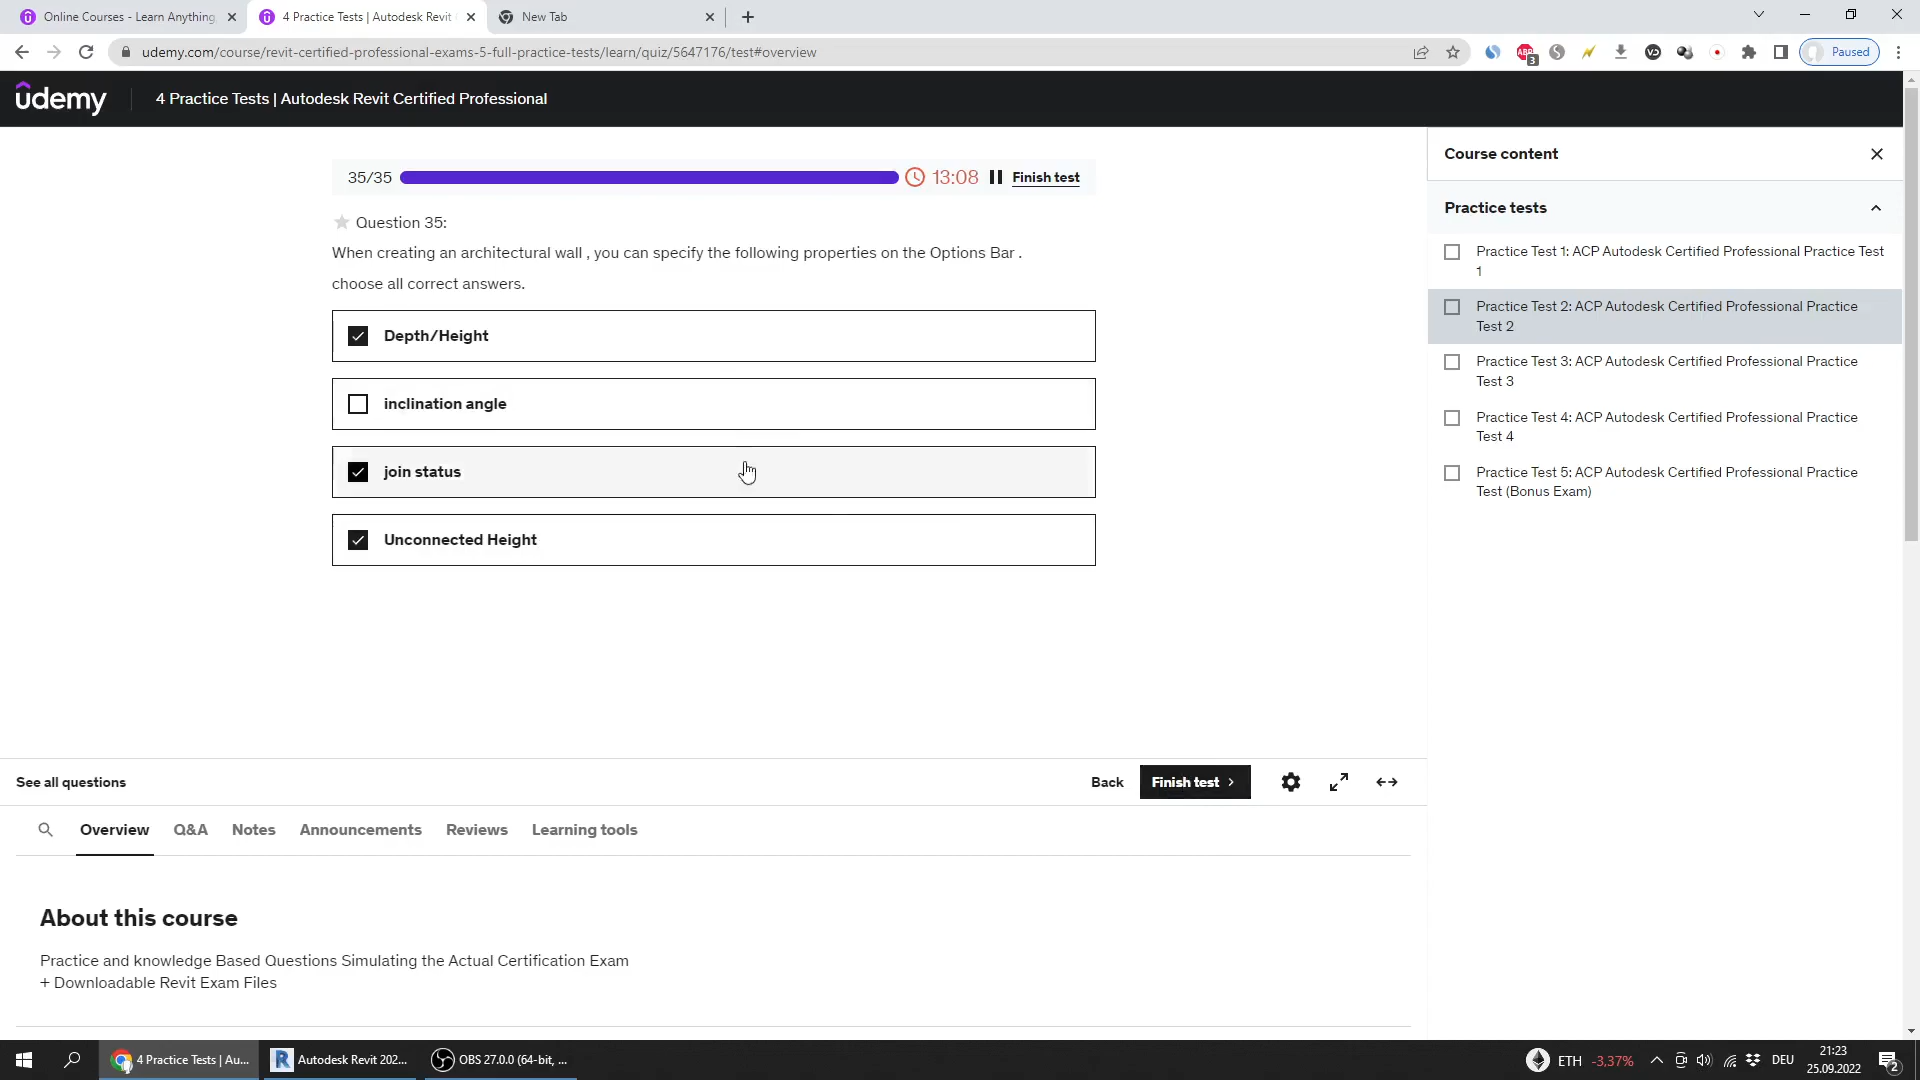 Online Courses - Learn Anything,
4 Practice Tests | Autodesk Revit
New Tab
udemy.com/course/revit-certified-professional-exams-5-full-practice-tests/learn/quiz/5647176/test#overview
ABP
3
Paused
udemy
4 Practice Tests | Autodesk Revit Certified Professional
35/35
13:08
Finish test
Question 35:
When creating an architectural wall , you can specify the following properties on the Options Bar .
choose all correct answers.
Depth/Height
inclination angle
join status
Unconnected Height
Course content
Practice tests
Practice Test 1: ACP Autodesk Certified Professional Practice Test
1
Practice Test 2: ACP Autodesk Certified Professional Practice
Test 2
Practice Test 3: ACP Autodesk Certified Professional Practice
Test 3
Practice Test 4: ACP Autodesk Certified Professional Practice
Test 4
Practice Test 5: ACP Autodesk Certified Professional Practice
Test (Bonus Exam)
See all questions
Back
Finish test
Overview
Q&A
Notes
Announcements
Reviews
Learning tools
About this course
Practice and knowledge Based Questions Simulating the Actual Certification Exam
+ Downloadable Revit Exam Files
4 Practice Tests | Au...
R
Autodesk Revit 202...
OBS 27.0.0 (64-bit, ...
ETH
-3,37%
DEU
21:23
25.09.2022
2